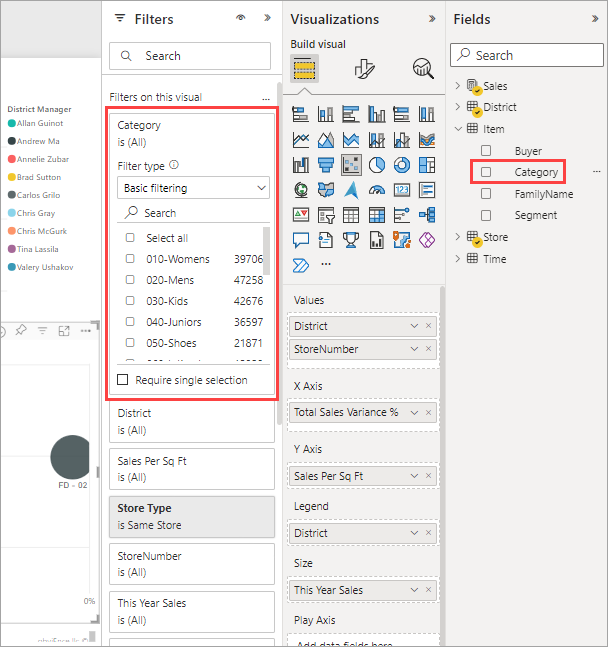 District Manager
Allan Guinot
Andrew Ma
Annelie Zubar
Brad Sutton
Carlos Grilo
Chris Gray
Chris McGurk
Tina Lassila
Valery Ushakov
FD - 02
0%
Filters
Search
Filters on this visual
...
Category
is (All)
Filter type
Basic filtering
Search
Select all
010-Womens 39706
020-Mens 47258
030-Kids 42676
040-Juniors 36597
050-Shoes 21871
Require single selection
District
is (All)
Sales Per Sq Ft
is (All)
Store Type
is Same Store
StoreNumber
is (All)
This Year Sales
is (All)
Visualizations
Build visual
123
...
Values
District
StoreNumber
X Axis
Total Sales Variance %
Y Axis
Sales Per Sq Ft
Legend
District
Size
This Year Sales
Play Axis
Add data fields here
Fields
Search
Sales
District
Item
Buyer
Category
...
FamilyName
Segment
Store
Time